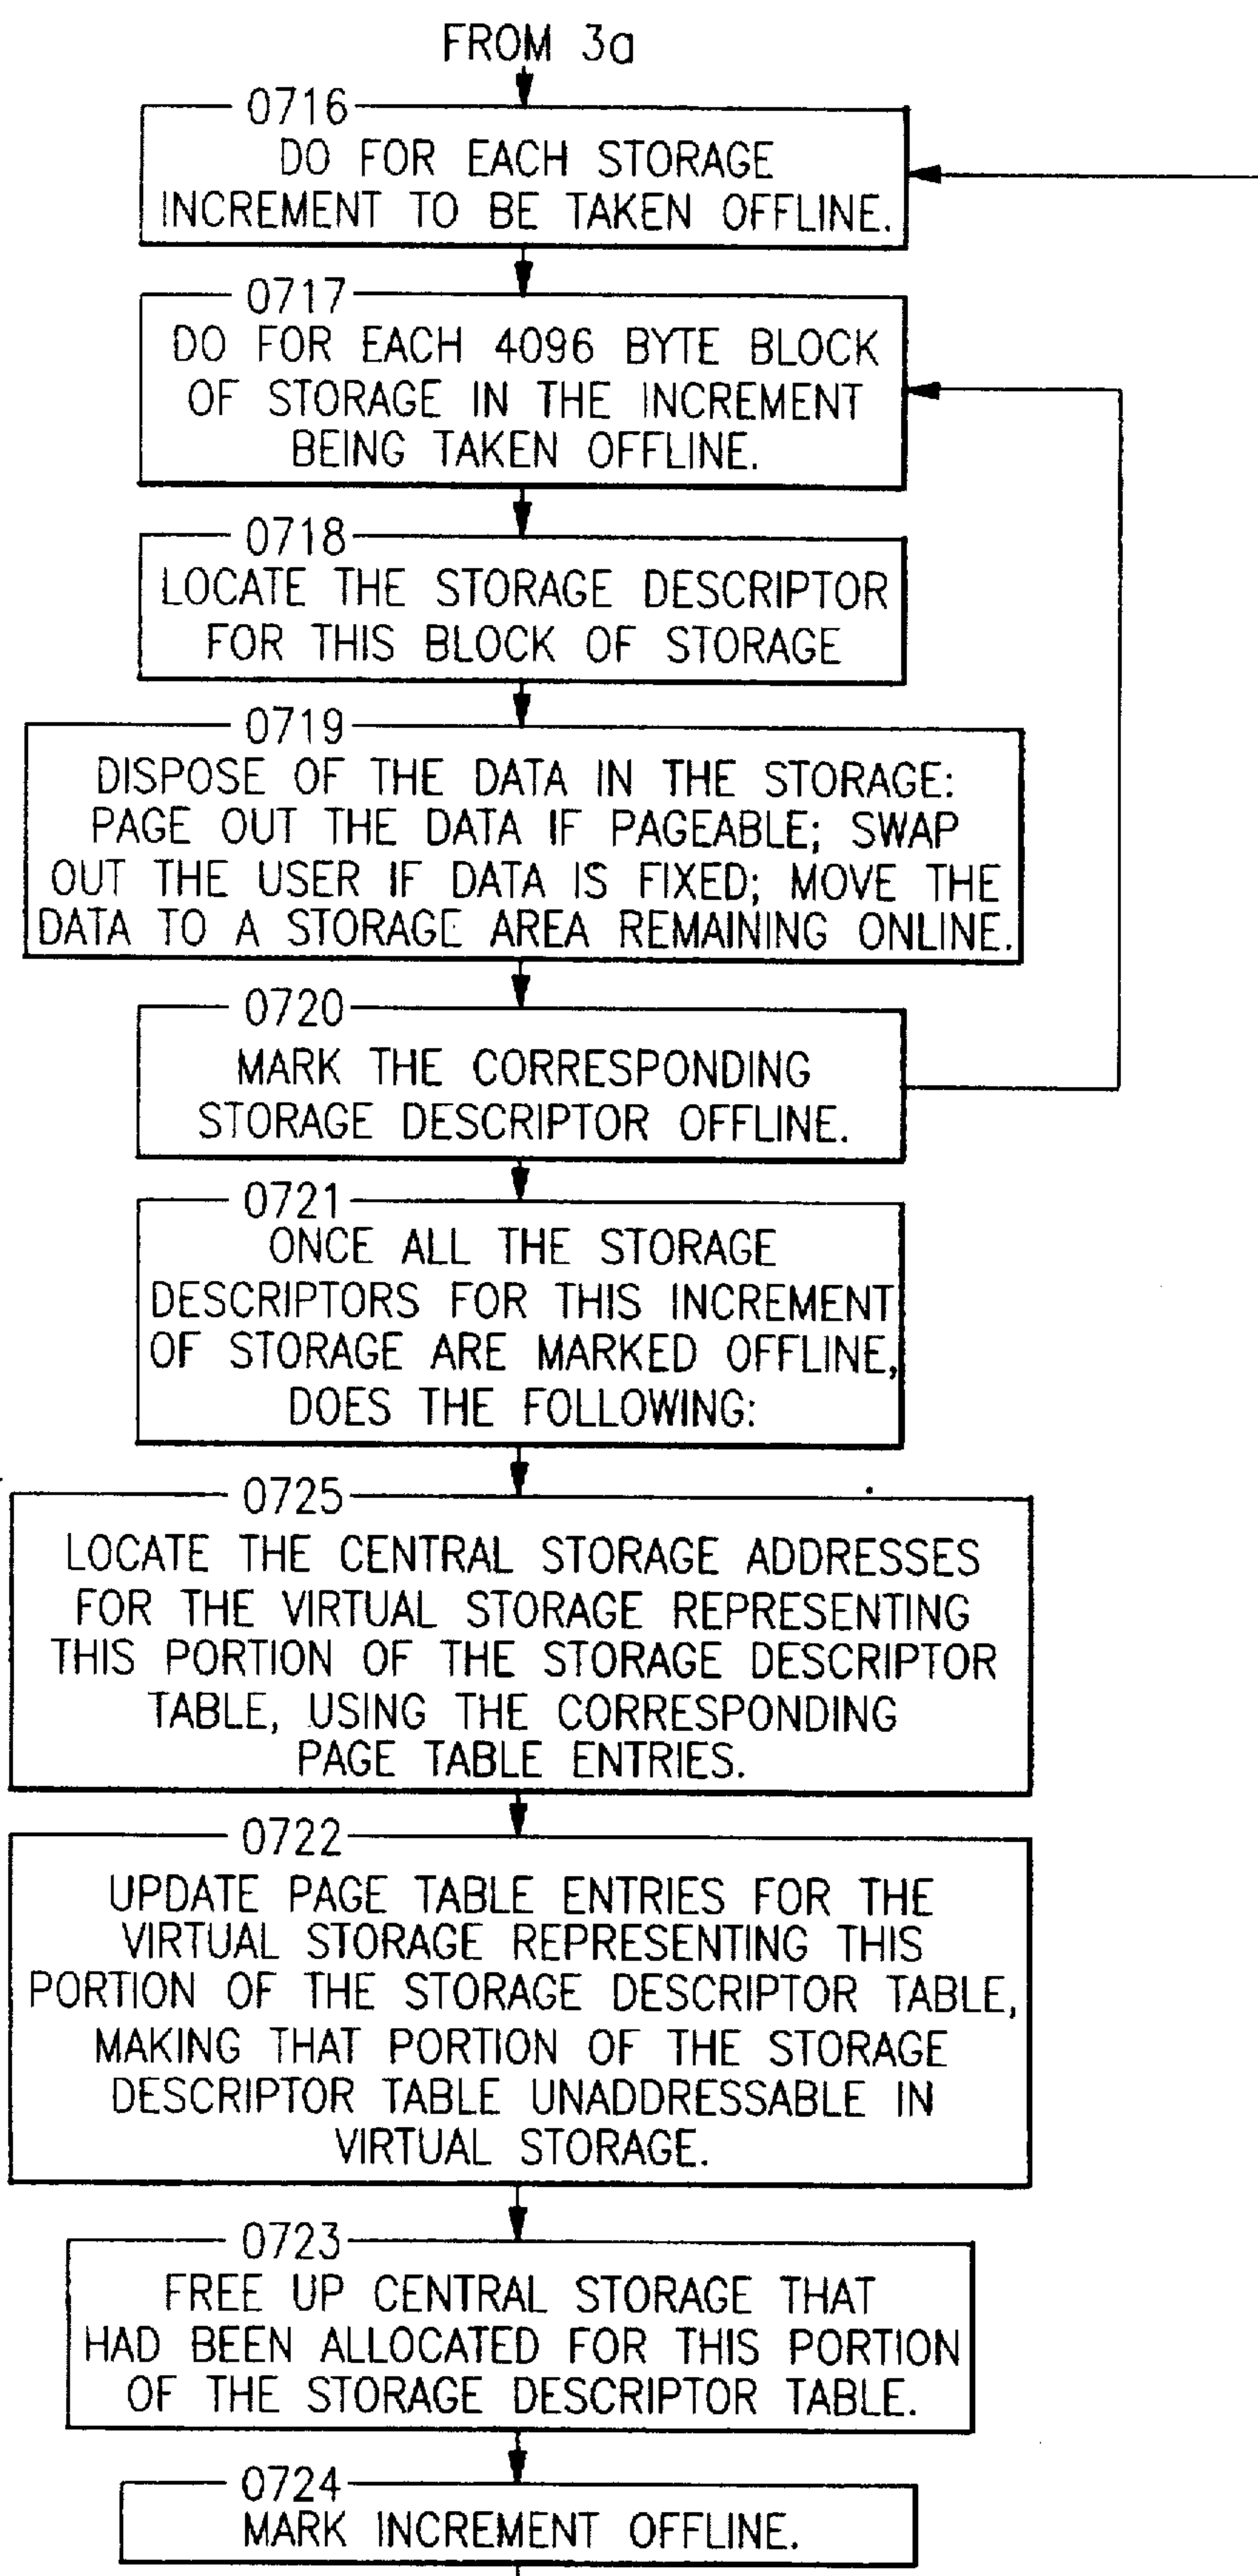 FROM 3a
0716
DO FOR EACH STORAGE
INCREMENT TO BE TAKEN OFFLINE.
0717
DO FOR EACH 4096 BYTE BLOCK
OF STORAGE IN THE INCREMENT
BEING TAKEN OFFLINE.
0718
LOCATE THE STORAGE DESCRIPTOR
FOR THIS BLOCK OF STORAGE
0719
DISPOSE OF THE DATA IN THE STORAGE:
PAGE OUT THE DATA IF PAGEABLE; SWAP
OUT THE USER IF DATA IS FIXED; MOVE THE
DATA TO A STORAGE AREA REMAINING ONLINE.
0720
MARK THE CORRESPONDING
STORAGE DESCRIPTOR OFFLINE.
0721
ONCE ALL THE STORAGE
DESCRIPTORS FOR THIS INCREMENT
OF STORAGE ARE MARKED OFFLINE,
DOES THE FOLLOWING:
0725
LOCATE THE CENTRAL STORAGE ADDRESSES
FOR THE VIRTUAL STORAGE REPRESENTING
THIS PORTION OF THE STORAGE DESCRIPTOR
TABLE, USING THE CORRESPONDING
PAGE TABLE ENTRIES.
0722
UPDATE PAGE TABLE ENTRIES FOR THE
VIRTUAL STORAGE REPRESENTING THIS
PORTION OF THE STORAGE DESCRIPTOR TABLE,
MAKING THAT PORTION OF THE STORAGE
DESCRIPTOR TABLE UNADDRESSABLE IN
VIRTUAL STORAGE.
0723
FREE UP CENTRAL STORAGE THAT
HAD BEEN ALLOCATED FOR THIS PORTION
OF THE STORAGE DESCRIPTOR TABLE.
0724
MARK INCREMENT OFFLINE.